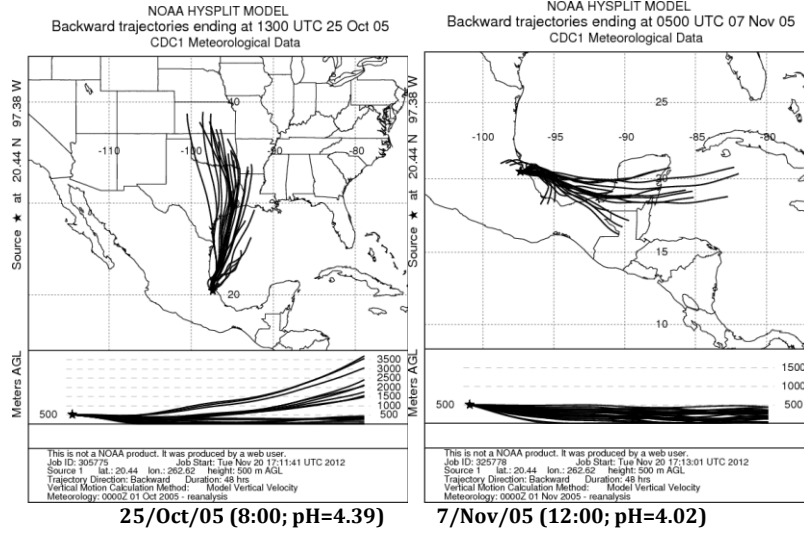 NOAA HYSPLIT MODEL
Backward trajectories ending at 1300 UTC 25 Oct 05
CDC1 Meteorological Data
Source ★ at 20.44 N 97.38 W
40
-110
-100
-90
-80
20
Meters AGL
500
3500
3000
2500
2000
1500
1000
500
This is not a NOAA product. It was produced by a web user.
Job ID: 305775 Job Start: Tue Nov 20 17:11:41 UTC 2012
Source 1 lat.: 20.44 lon.: 262.62 height: 500 m AGL
Trajectory Direction: Backward Duration: 48 hrs
Vertical Motion Calculation Method: Model Vertical Velocity
Meteorology: 0000Z 01 Oct 2005 - reanalysis
25/Oct/05 (8:00; pH=4.39)
NOAA HYSPLIT MODEL
Backward trajectories ending at 0500 UTC 07 Nov 05
CDC1 Meteorological Data
Source ★ at 20.44 N 97.38 W
25
-100
-95
-90
-85
-80
20
15
10
Meters AGL
500
1500
1000
500
This is not a NOAA product. It was produced by a web user.
Job ID: 325778 Job Start: Tue Nov 20 17:13:01 UTC 2012
Source 1 lat.: 20.44 lon.: 262.62 height: 500 m AGL
Trajectory Direction: Backward Duration: 48 hrs
Vertical Motion Calculation Method: Model Vertical Velocity
Meteorology: 0000Z 01 Nov 2005 - reanalysis
7/Nov/05 (12:00; pH=4.02)